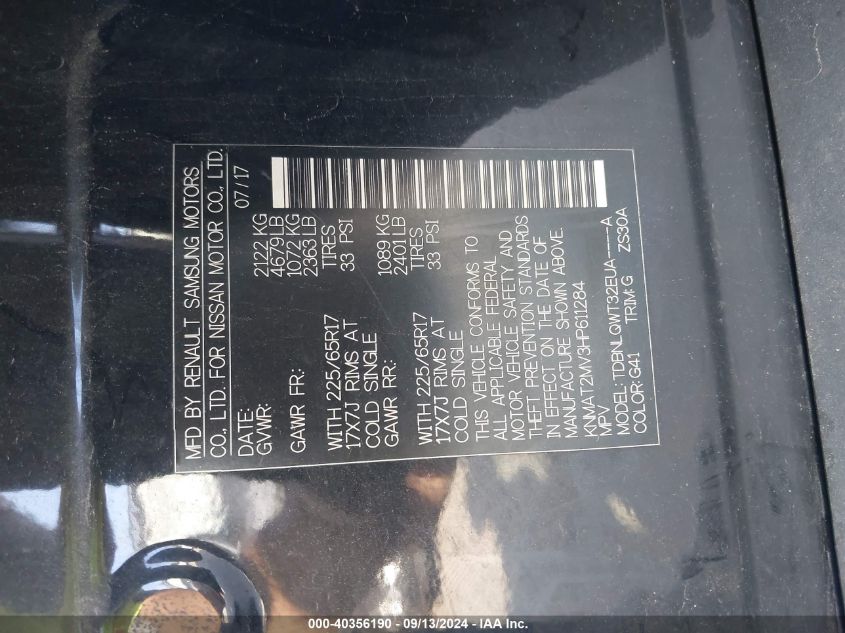 MFD BY RENAULT SAMSUNG MOTORS
CO., LTD. FOR NISSAN MOTOR CO., LTD.
DATE: 07/17
GVWR: 2122 KG
4679 LB
GAWR FR: 1072 KG
2363 LB
WITH 225/65R17 TIRES
17X7J RIMS AT 33 PSI
COLD SINGLE
GAWR RR: 1089 KG
2401 LB
WITH 225/65R17 TIRES
17X7J RIMS AT 33 PSI
COLD SINGLE
THIS VEHICLE CONFORMS TO
ALL APPLICABLE FEDERAL
MOTOR VEHICLE SAFETY AND
THEFT PREVENTION STANDARDS
IN EFFECT ON THE DATE OF
MANUFACTURE SHOWN ABOVE.
KNMAT2MV3HP611284
MPV
MODEL: TDBNLQWT32EUA-----A
COLOR: G41 TRIM: G ZS30A
000-40356190 - 09/13/2024 - IAA Inc.